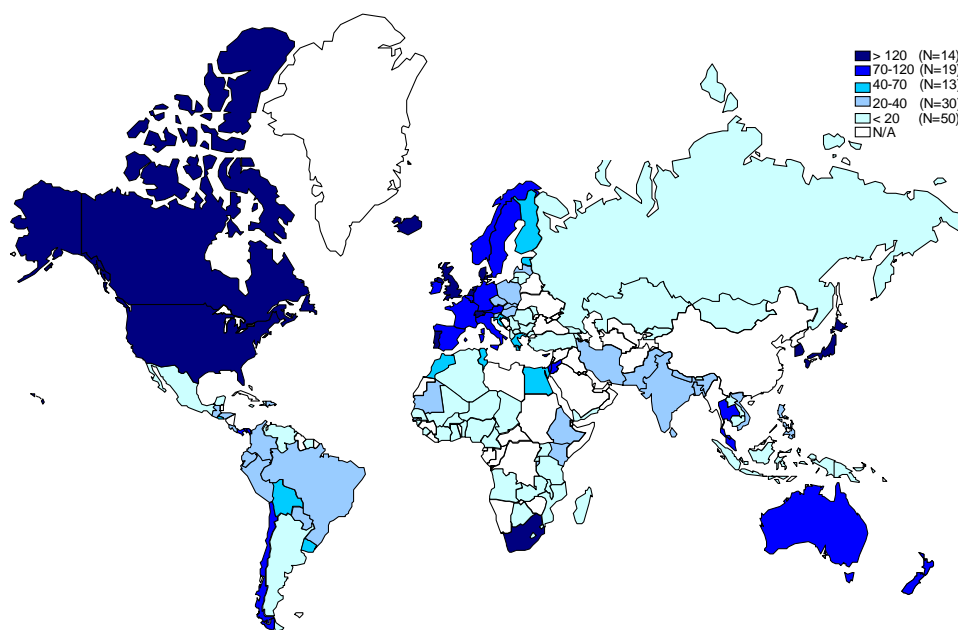 > 120 (N=14)
70-120 (N=19)
40-70 (N=13)
20-40 (N=30)
< 20 (N=50)
N/A